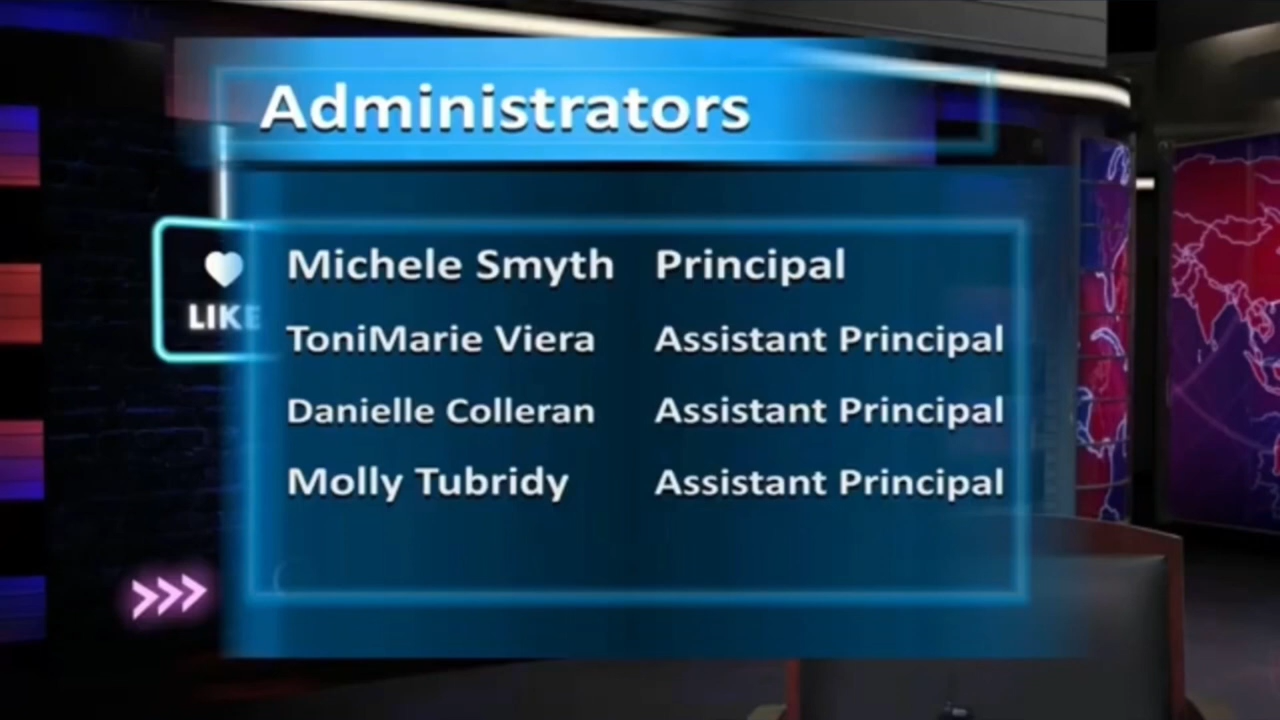 Administrators
LIKE
Michele Smyth Principal
ToniMarie Viera Assistant Principal
Danielle Colleran Assistant Principal
Molly Tubridy Assistant Principal